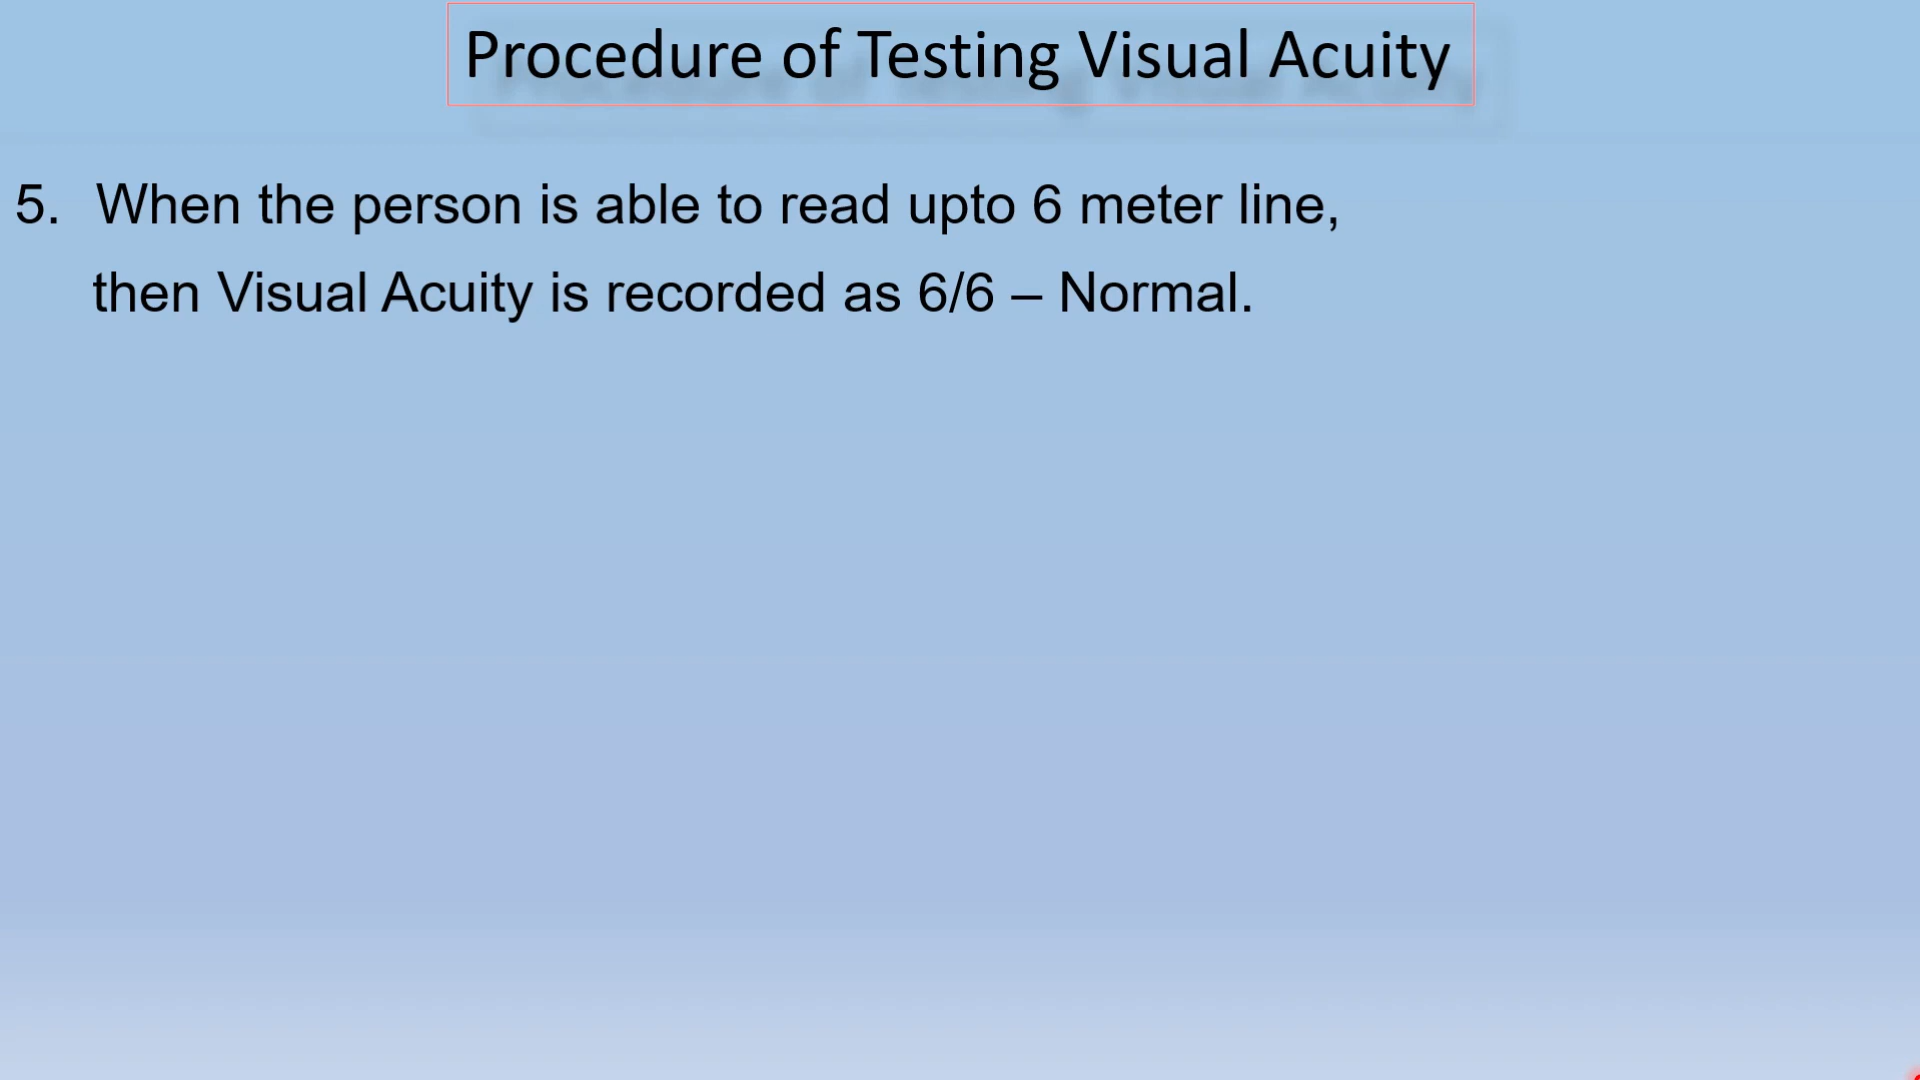 Procedure of Testing Visual Acuity
5. When the person is able to read upto 6 meter line,
then Visual Acuity is recorded as 6/6 – Normal.